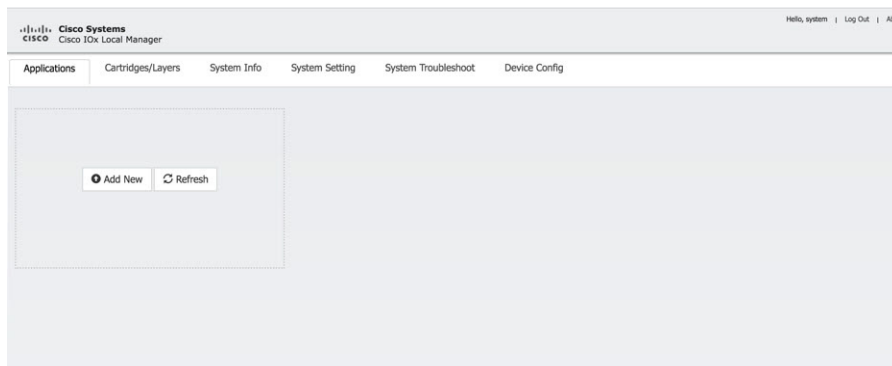 Hello, system | Log Out |
Cisco Systems
CISCO Cisco IOx Local Manager
Applications Cartridges/Layers System Info System Setting System Troubleshoot Device Config
Add New Refresh